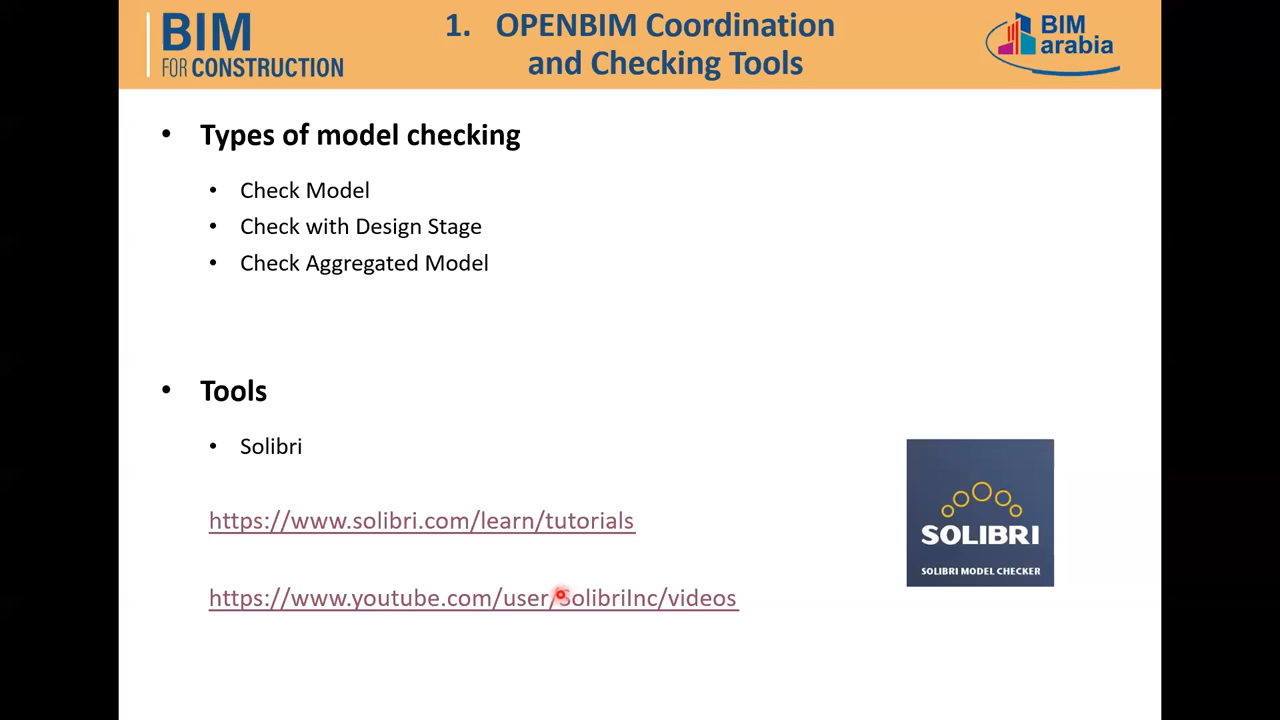 BIM
FOR CONSTRUCTION
1. OPENBIM Coordination
and Checking Tools
BIM
arabia
• Types of model checking
• Check Model
• Check with Design Stage
• Check Aggregated Model
• Tools
• Solibri
https://www.solibri.com/learn/tutorials
https://www.youtube.com/user/SolibriInc/videos
SOLIBRI
SOLIBRI MODEL CHECKER